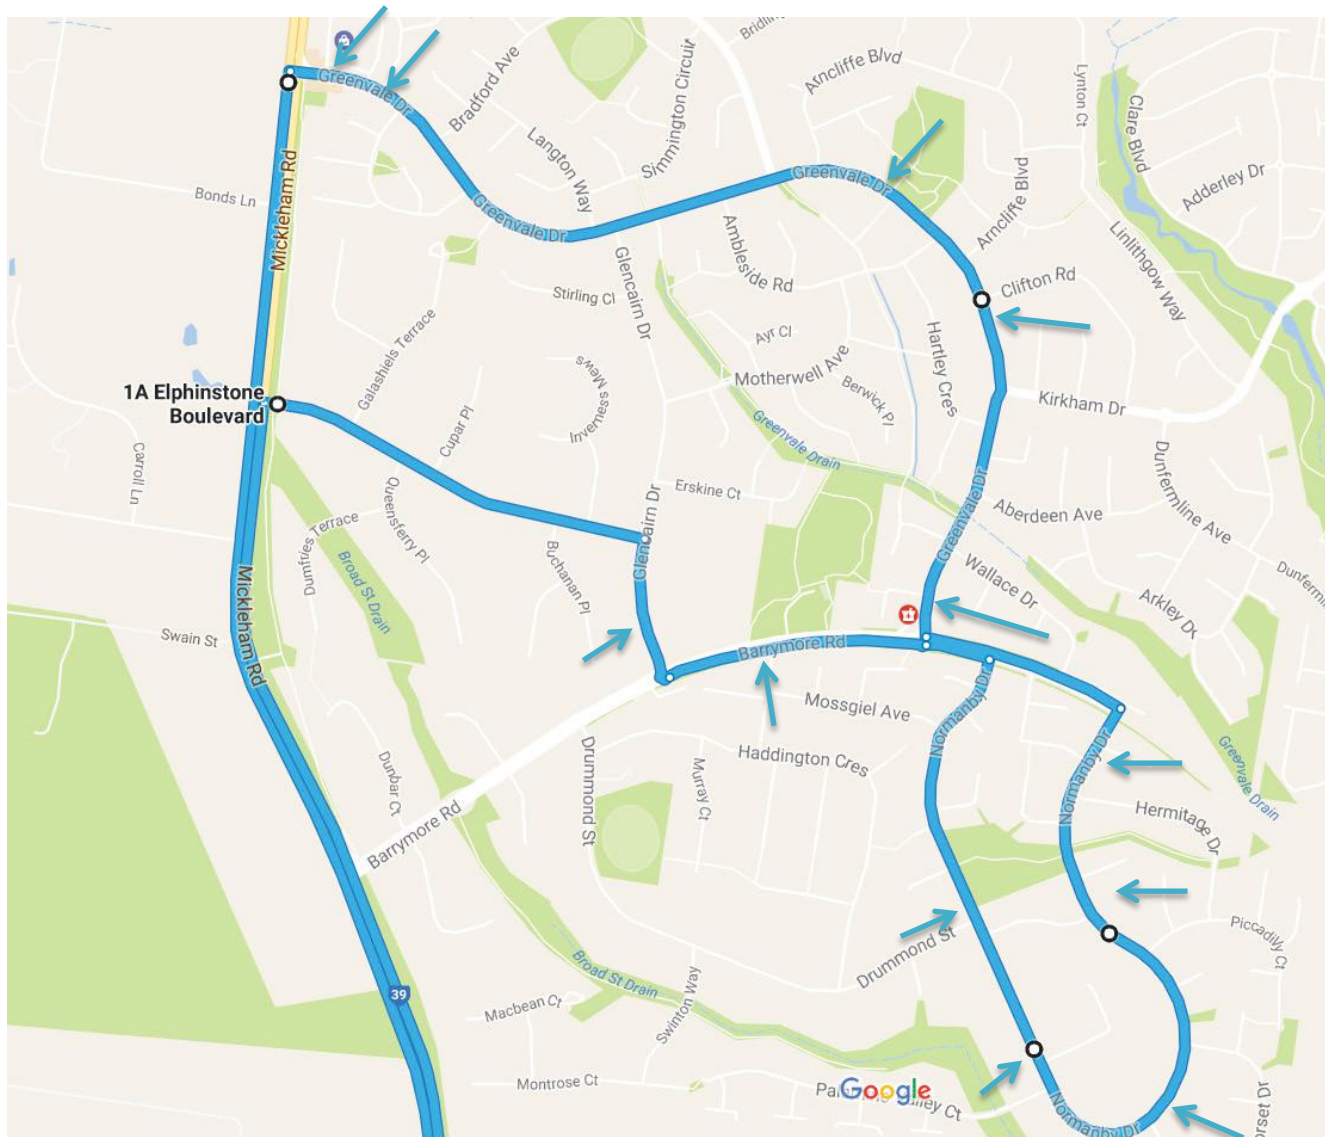 Bradford Ave
Simmington Circuit
Arncliffe Blvd
Lynton Ct
Clare Blvd
Greenvale Dr
Langton Way
Adderley Dr
Bonds Ln
Mickleham Rd
Greenvale Dr
Greenvale Dr
Arncliffe Blvd
Linlithgow Way
Ambleside Rd
Glencairn Dr
Stirling Cl
Clifton Rd
Galashiels Terrace
Ayr Cl
Hartley Cres
Inverness Mews
Motherwell Ave
Berwick Pl
1A Elphinstone
Boulevard
Kirkham Dr
Cupar Pl
Carroll Ln
Greenvale Drain
Dunfermline Ave
Queensferry Pl
Erskine Ct
Glencairn Dr
Greenvale Dr
Aberdeen Ave
Dumfries Terrace
Broad St Drain
Buchanan Pl
Wallace Dr
Arkley Dr
Mickleham Rd
Swain St
Barrymore Rd
Mossgiel Ave
Normanby Dr
Haddington Cres
Drummond St
Murray Ct
Dunbar Ct
Normanby Dr
Greenvale Drain
Hermitage Dr
Barrymore Rd
Drummond St
Piccadilly Ct
Broad St Drain
Swinton Way
39
Macbean Ct
Montrose Ct
Google
Normanby Dr